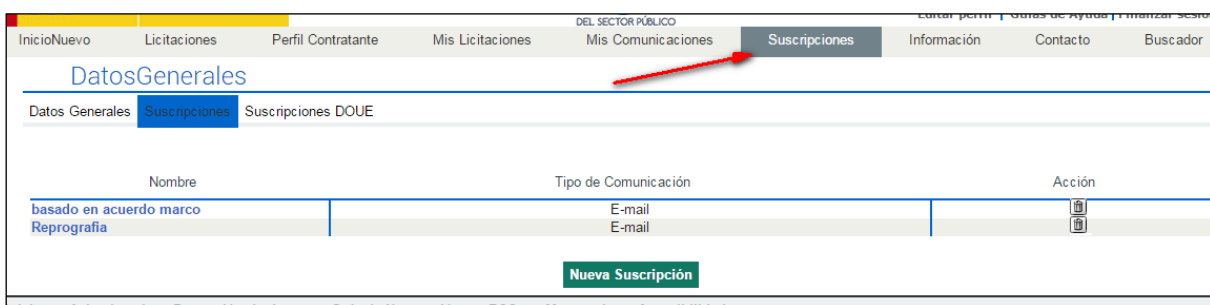 DEL SECTOR PÚBLICO
Editar perfil | Guías de Ayuda | Finalizar sesió
InicioNuevo Licitaciones Perfil Contratante Mis Licitaciones Mis Comunicaciones Suscripciones Información Contacto Buscador
DatosGenerales
Datos Generales Suscripciones Suscripciones DOUE
Nombre Tipo de Comunicación Acción
basado en acuerdo marco E-mail
Reprografia E-mail
Nueva Suscripción